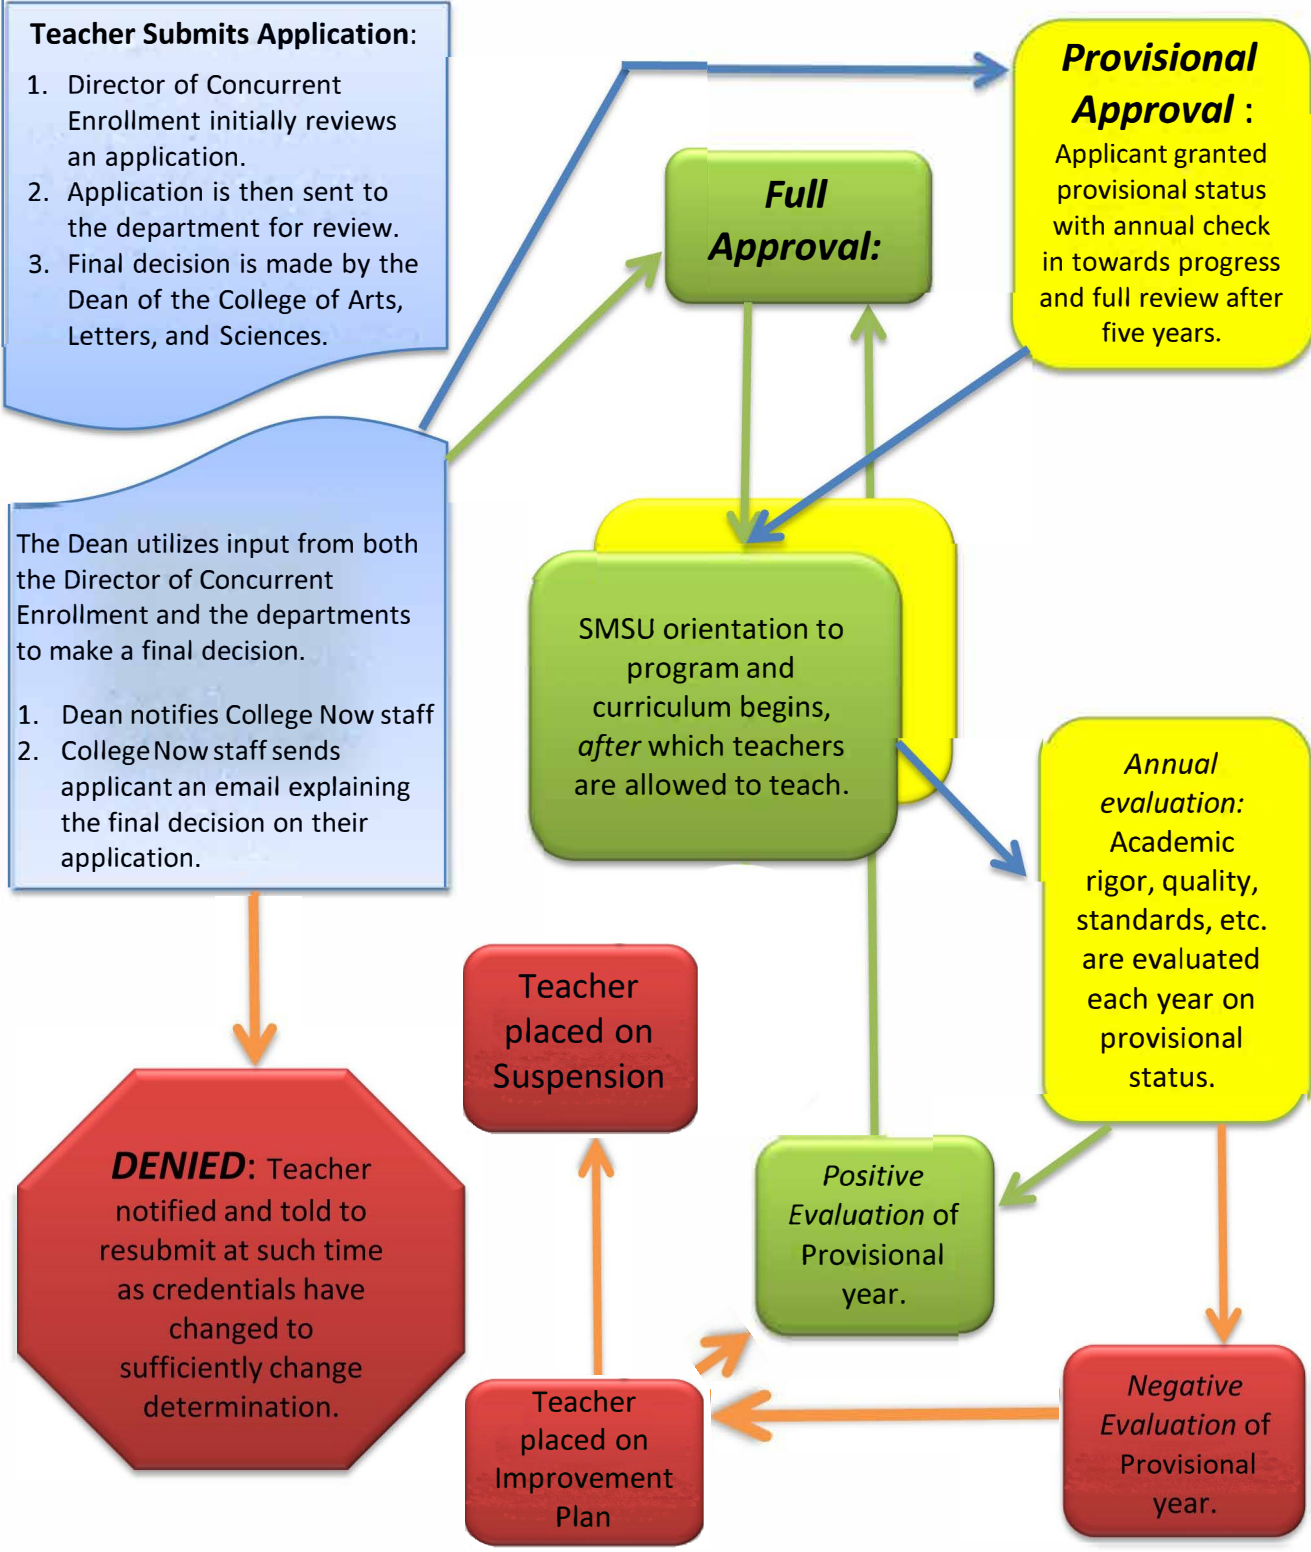 Teacher Submits Application:
1. Director of Concurrent
Enrollment initially reviews
an application.
2. Application is then sent to
the department for review.
3. Final decision is made by the
Dean of the College of Arts,
Letters, and Sciences.
The Dean utilizes input from both
the Director of Concurrent
Enrollment and the departments
to make a final decision.
1. Dean notifies College Now staff
2. College Now staff sends
applicant an email explaining
the final decision on their
application.
DENIED: Teacher
notified and told to
resubmit at such time
as credentials have
changed to
sufficiently change
determination.
Full
Approval:
Provisional
Approval :
Applicant granted
provisional status
with annual check
in towards progress
and full review after
five years.
SMSU orientation to
program and
curriculum begins,
after which teachers
are allowed to teach.
Annual
evaluation:
Academic
rigor, quality,
standards, etc.
are evaluated
each year on
provisional
status.
Teacher
placed on
Suspension
Positive
Evaluation of
Provisional
year.
Teacher
placed on
Improvement
Plan
Negative
Evaluation of
Provisional
year.